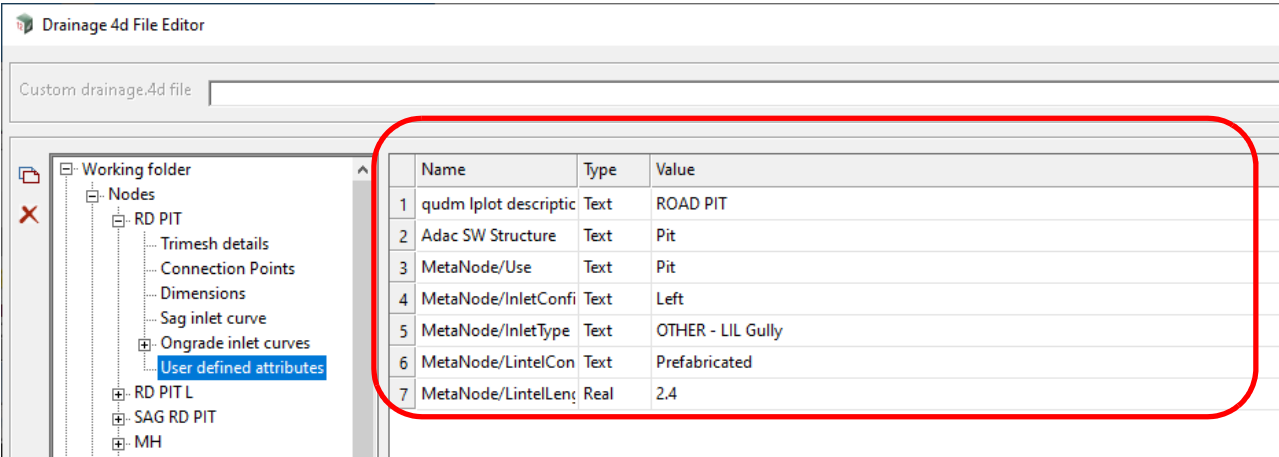 Drainage 4d File Editor
Custom drainage.4d file
Working folder
Nodes
RD PIT
Trimesh details
Connection Points
Dimensions
Sag inlet curve
Ongrade inlet curves
User defined attributes
RD PIT L
SAG RD PIT
MH
Name Type Value
1 qudm lplot descriptic Text ROAD PIT
2 Adac SW Structure Text Pit
3 MetaNode/Use Text Pit
4 MetaNode/InletConfi Text Left
5 MetaNode/InletType Text OTHER - LIL Gully
6 MetaNode/LintelCon Text Prefabricated
7 MetaNode/LintelLeng Real 2.4